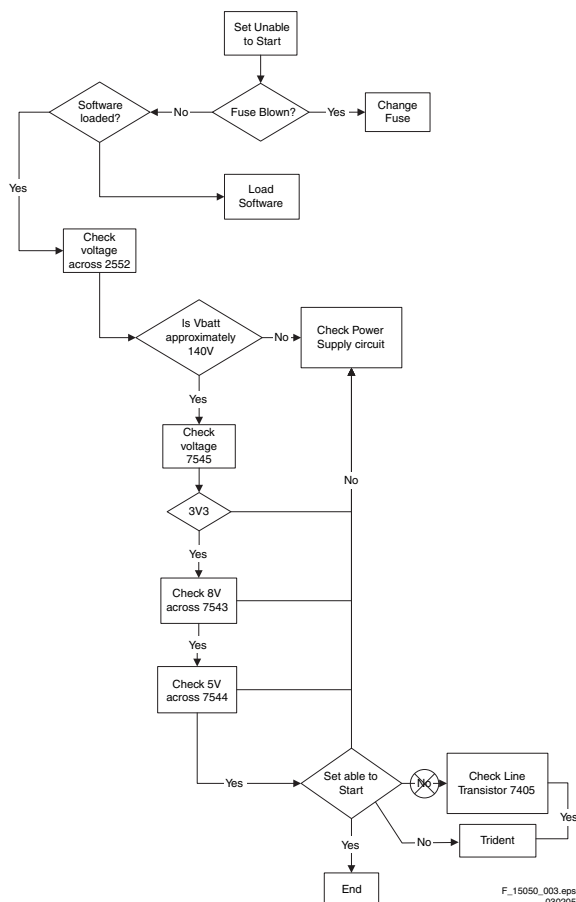 Set Unable
to Start
Software
loaded?
No
Fuse Blown?
Yes
Change
Fuse
Yes
Load
Software
Check
voltage
across 2552
Is Vbatt
approximately
140V
No
Check Power
Supply circuit
Yes
Check
voltage
7545
No
3V3
Yes
Check 8V
across 7543
Yes
Check 5V
across 7544
Yes
Set able to
Start
No
Check Line
Transistor 7405
Yes
No
Trident
Yes
End
F_15050_003.eps
030205